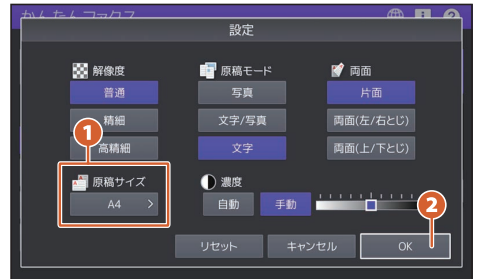 かんたんファクス
設定
解像度
普通
精細
高精細
原稿モード
写真
文字/写真
文字
両面
片面
両面(左/右とじ)
両面(上/下とじ)
1
原稿サイズ
A4 >
濃度
自動
手動
2
リセット
キャンセル
OK